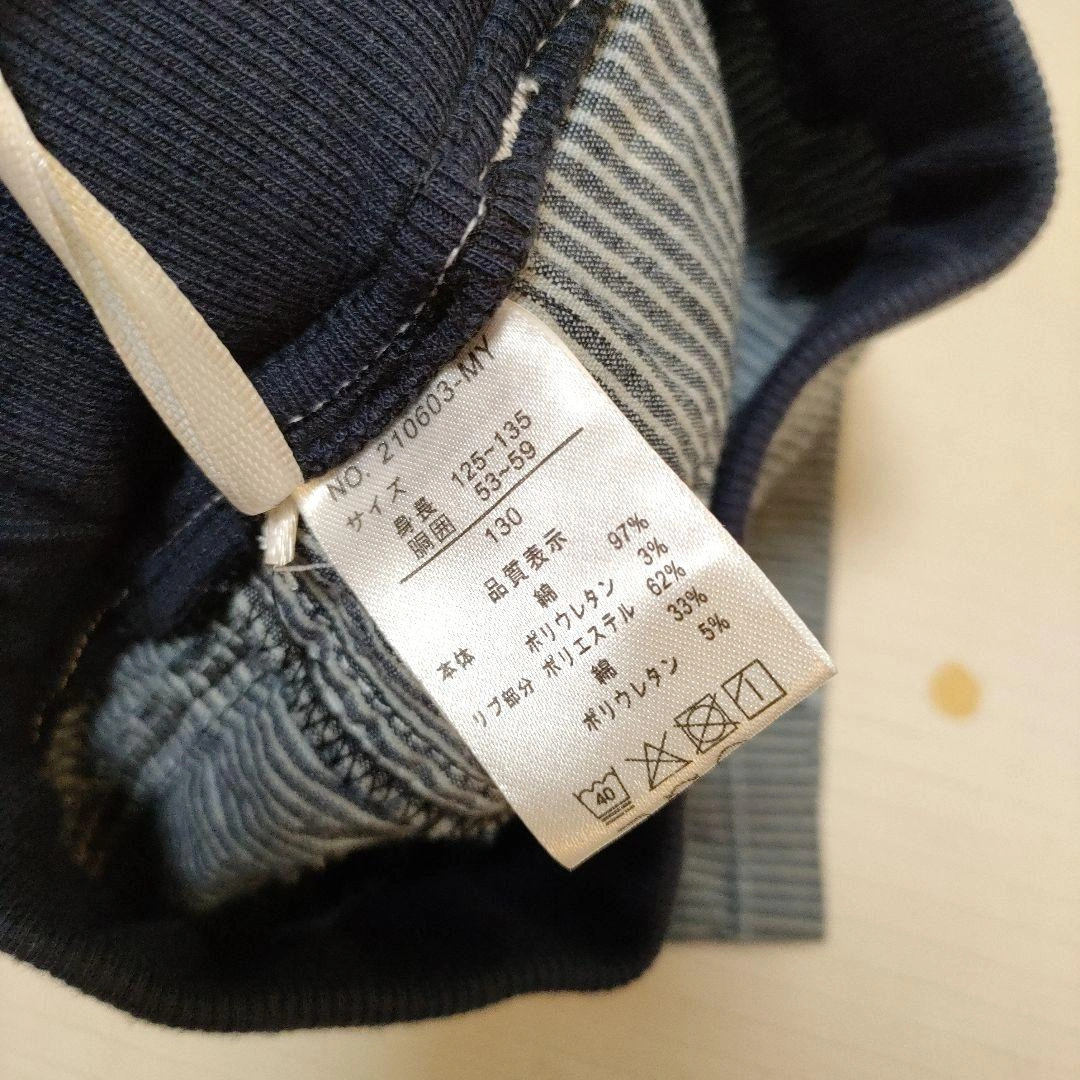 NO. 210603-MY
サイズ
身長 125~135
胴囲 53~59
130
品質表示
本体 綿 97%
ポリウレタン 3%
リブ部分 ポリエステル 62%
綿 33%
ポリウレタン 5%
40